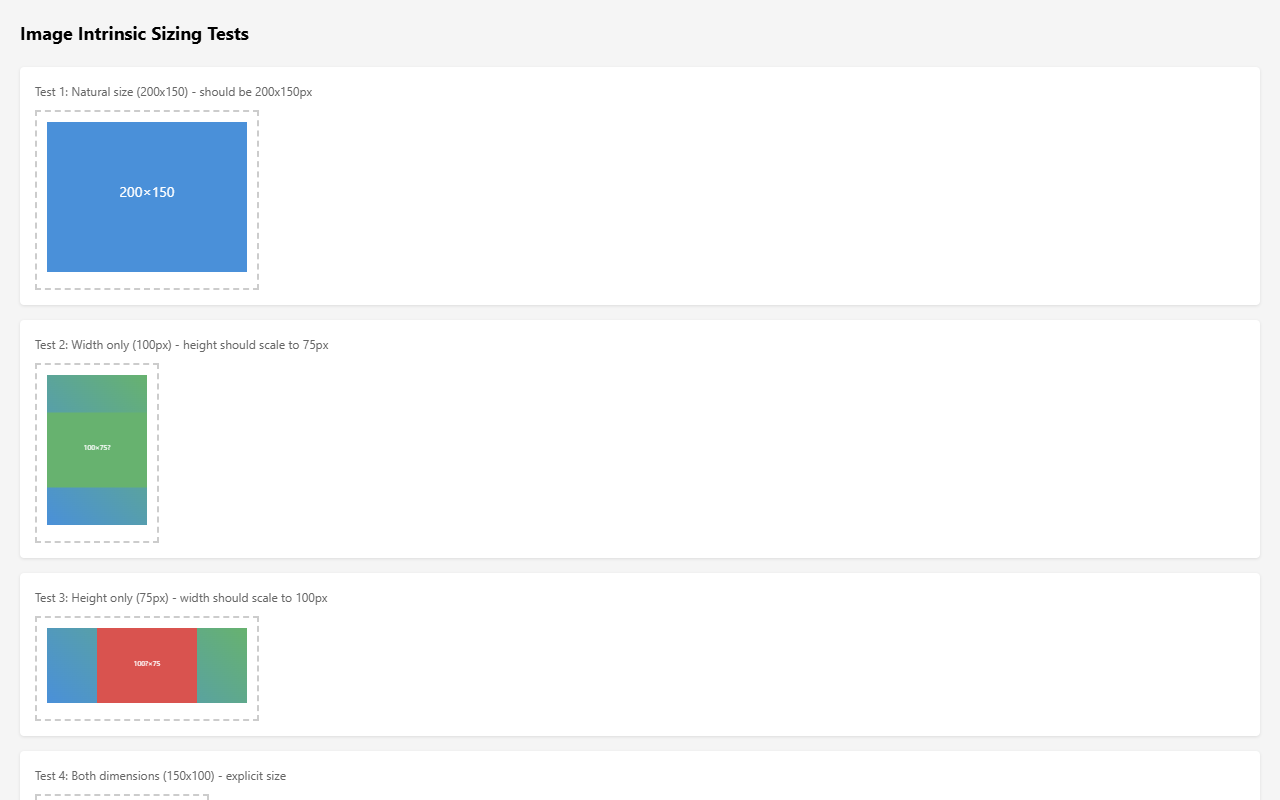 Image Intrinsic Sizing Tests
Test 1: Natural size (200x150) - should be 200x150px
200×150
Test 2: Width only (100px) - height should scale to 75px
100×75?
Test 3: Height only (75px) - width should scale to 100px
100?×75
Test 4: Both dimensions (150x100) - explicit size